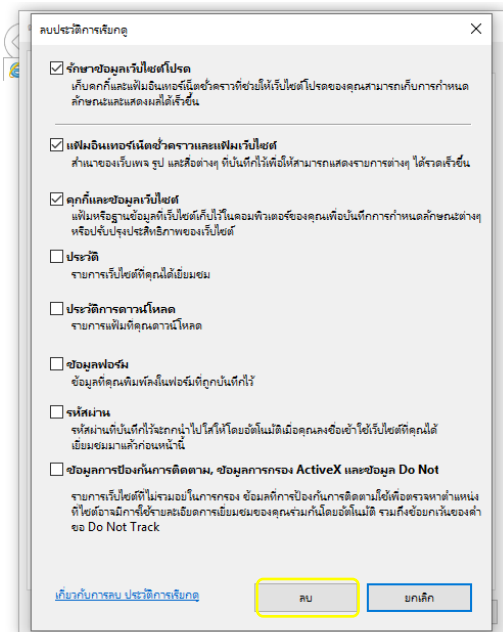 ลบประวัติการเรียกดู
รักษาข้อมูลเว็บไซต์โปรด
เก็บคุกกี้และแฟ้มอินเทอร์เน็ตชั่วคราวที่ช่วยให้เว็บไซต์โปรดของคุณสามารถเก็บการกำหนด
ลักษณะและแสดงผลได้เร็วขึ้น
แฟ้มอินเทอร์เน็ตชั่วคราวและแฟ้มเว็บไซต์
สำเนาของเว็บเพจ รูป และสื่อต่างๆ ที่บันทึกไว้เพื่อให้สามารถแสดงรายการต่างๆ ได้รวดเร็วขึ้น
คุกกี้และข้อมูลเว็บไซต์
แฟ้มหรือฐานข้อมูลที่เว็บไซต์เก็บไว้ในคอมพิวเตอร์ของคุณเพื่อบันทึกการกำหนดลักษณะต่างๆ
หรือปรับปรุงประสิทธิภาพของเว็บไซต์
ประวัติ
รายการเว็บไซต์ที่คุณได้เยี่ยมชม
ประวัติการดาวน์โหลด
รายการแฟ้มที่คุณดาวน์โหลด
ข้อมูลฟอร์ม
ข้อมูลที่คุณพิมพ์ลงในฟอร์มที่ถูกบันทึกไว้
รหัสผ่าน
รหัสผ่านที่บันทึกไว้จะถูกนำไปใส่ให้โดยอัตโนมัติเมื่อคุณลงชื่อเข้าใช้เว็บไซต์ที่คุณได้
เยี่ยมชมมาแล้วก่อนหน้านี้
ข้อมูลการป้องกันการติดตาม, ข้อมูลการกรอง ActiveX และข้อมูล Do Not
รายการเว็บไซต์ที่ไม่รวมอยู่ในการกรอง ข้อมูลที่การป้องกันการติดตามใช้เพื่อตรวจหาตำแหน่ง
ที่ไซต์อาจมีการใช้รายละเอียดการเยี่ยมชมของคุณร่วมกันโดยอัตโนมัติ รวมถึงข้อยกเว้นของคำ
ขอ Do Not Track
เกี่ยวกับการลบ ประวัติการเรียกดู
ลบ
ยกเลิก